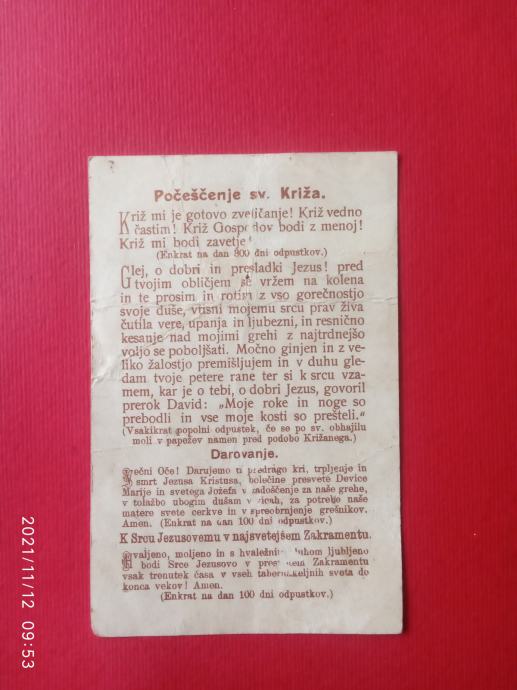 Počeščenje sv. Križa.
Križ mi je gotovo zveličanje! Križ vedno
častim! Križ Gospodov bodi z menoj!
Križ mi bodi zavetje!
(Enkrat na dan 300 dni odpustkov.)
Glej, o dobri in presladki Jezus! pred
tvojim obličjem se vržem na kolena
in te prosim in rotim z vso gorečnostjo
svoje duše, vtisni mojemu srcu prav živa
čutila vere, upanja in ljubezni, in resnično
kesanje nad mojimi grehi z najtrdnejšo
voljo se poboljšati. Močno ginjen in z ve-
liko žalostjo premišljujem in v duhu gle-
dam tvoje petere rane ter si k srcu vza-
mem, kar je o tebi, o dobri Jezus, govoril
prerok David: „Moje roke in noge so
prebodli in vse moje kosti so prešteli.“
(Vsakikrat popolni odpustek, če se po sv. obhajilu
moli v papežev namen pred podobo Križanega.)
Darovanje.
Večni Oče! Darujemo ti predrago kri, trpljenje in
smrt Jezusa Kristusa, bolečine presvete Device
Marije in svetega Jožefa v zadoščenje za naše grehe,
v tolažbo ubogim dušam v vicah, za potrebe naše
matere svete cerkve in v spreobrnjenje grešnikov.
Amen. (Enkrat na dan 100 dni odpustkov.)
K Srcu Jezusovemu v najsvetejšem Zakramentu.
Hvaljeno, moljeno in s hvaležnim duhom ljubljeno
bodi Srce Jezusovo v presvetem Zakramentu
vsak trenutek časa v vseh tabernakeljnih sveta do
konca vekov! Amen.
(Enkrat na dan 100 dni odpustkov.)
2021/11/12 09:53